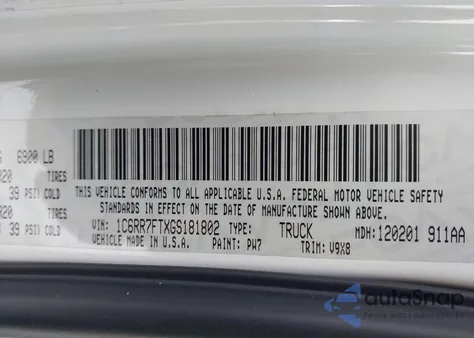 G 6900 LB
R20 TIRES
39 PSI/ COLD
R20 TIRES
39 PSI/ COLD
THIS VEHICLE CONFORMS TO ALL APPLICABLE U.S.A. FEDERAL MOTOR VEHICLE SAFETY
STANDARDS IN EFFECT ON THE DATE OF MANUFACTURE SHOWN ABOVE.
VIN: 1C6RR7FTXGS181802 TYPE: TRUCK MDH: 120201 911AA
VEHICLE MADE IN U.S.A. PAINT: PW7 TRIM: V9X8
autoSnap